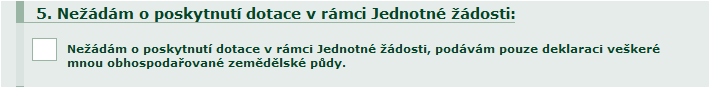 5. Nežádám o poskytnutí dotace v rámci Jednotné žádosti:
Nežádám o poskytnutí dotace v rámci Jednotné žádosti, podávám pouze deklaraci veškeré
mnou obhospodařované zemědělské půdy.